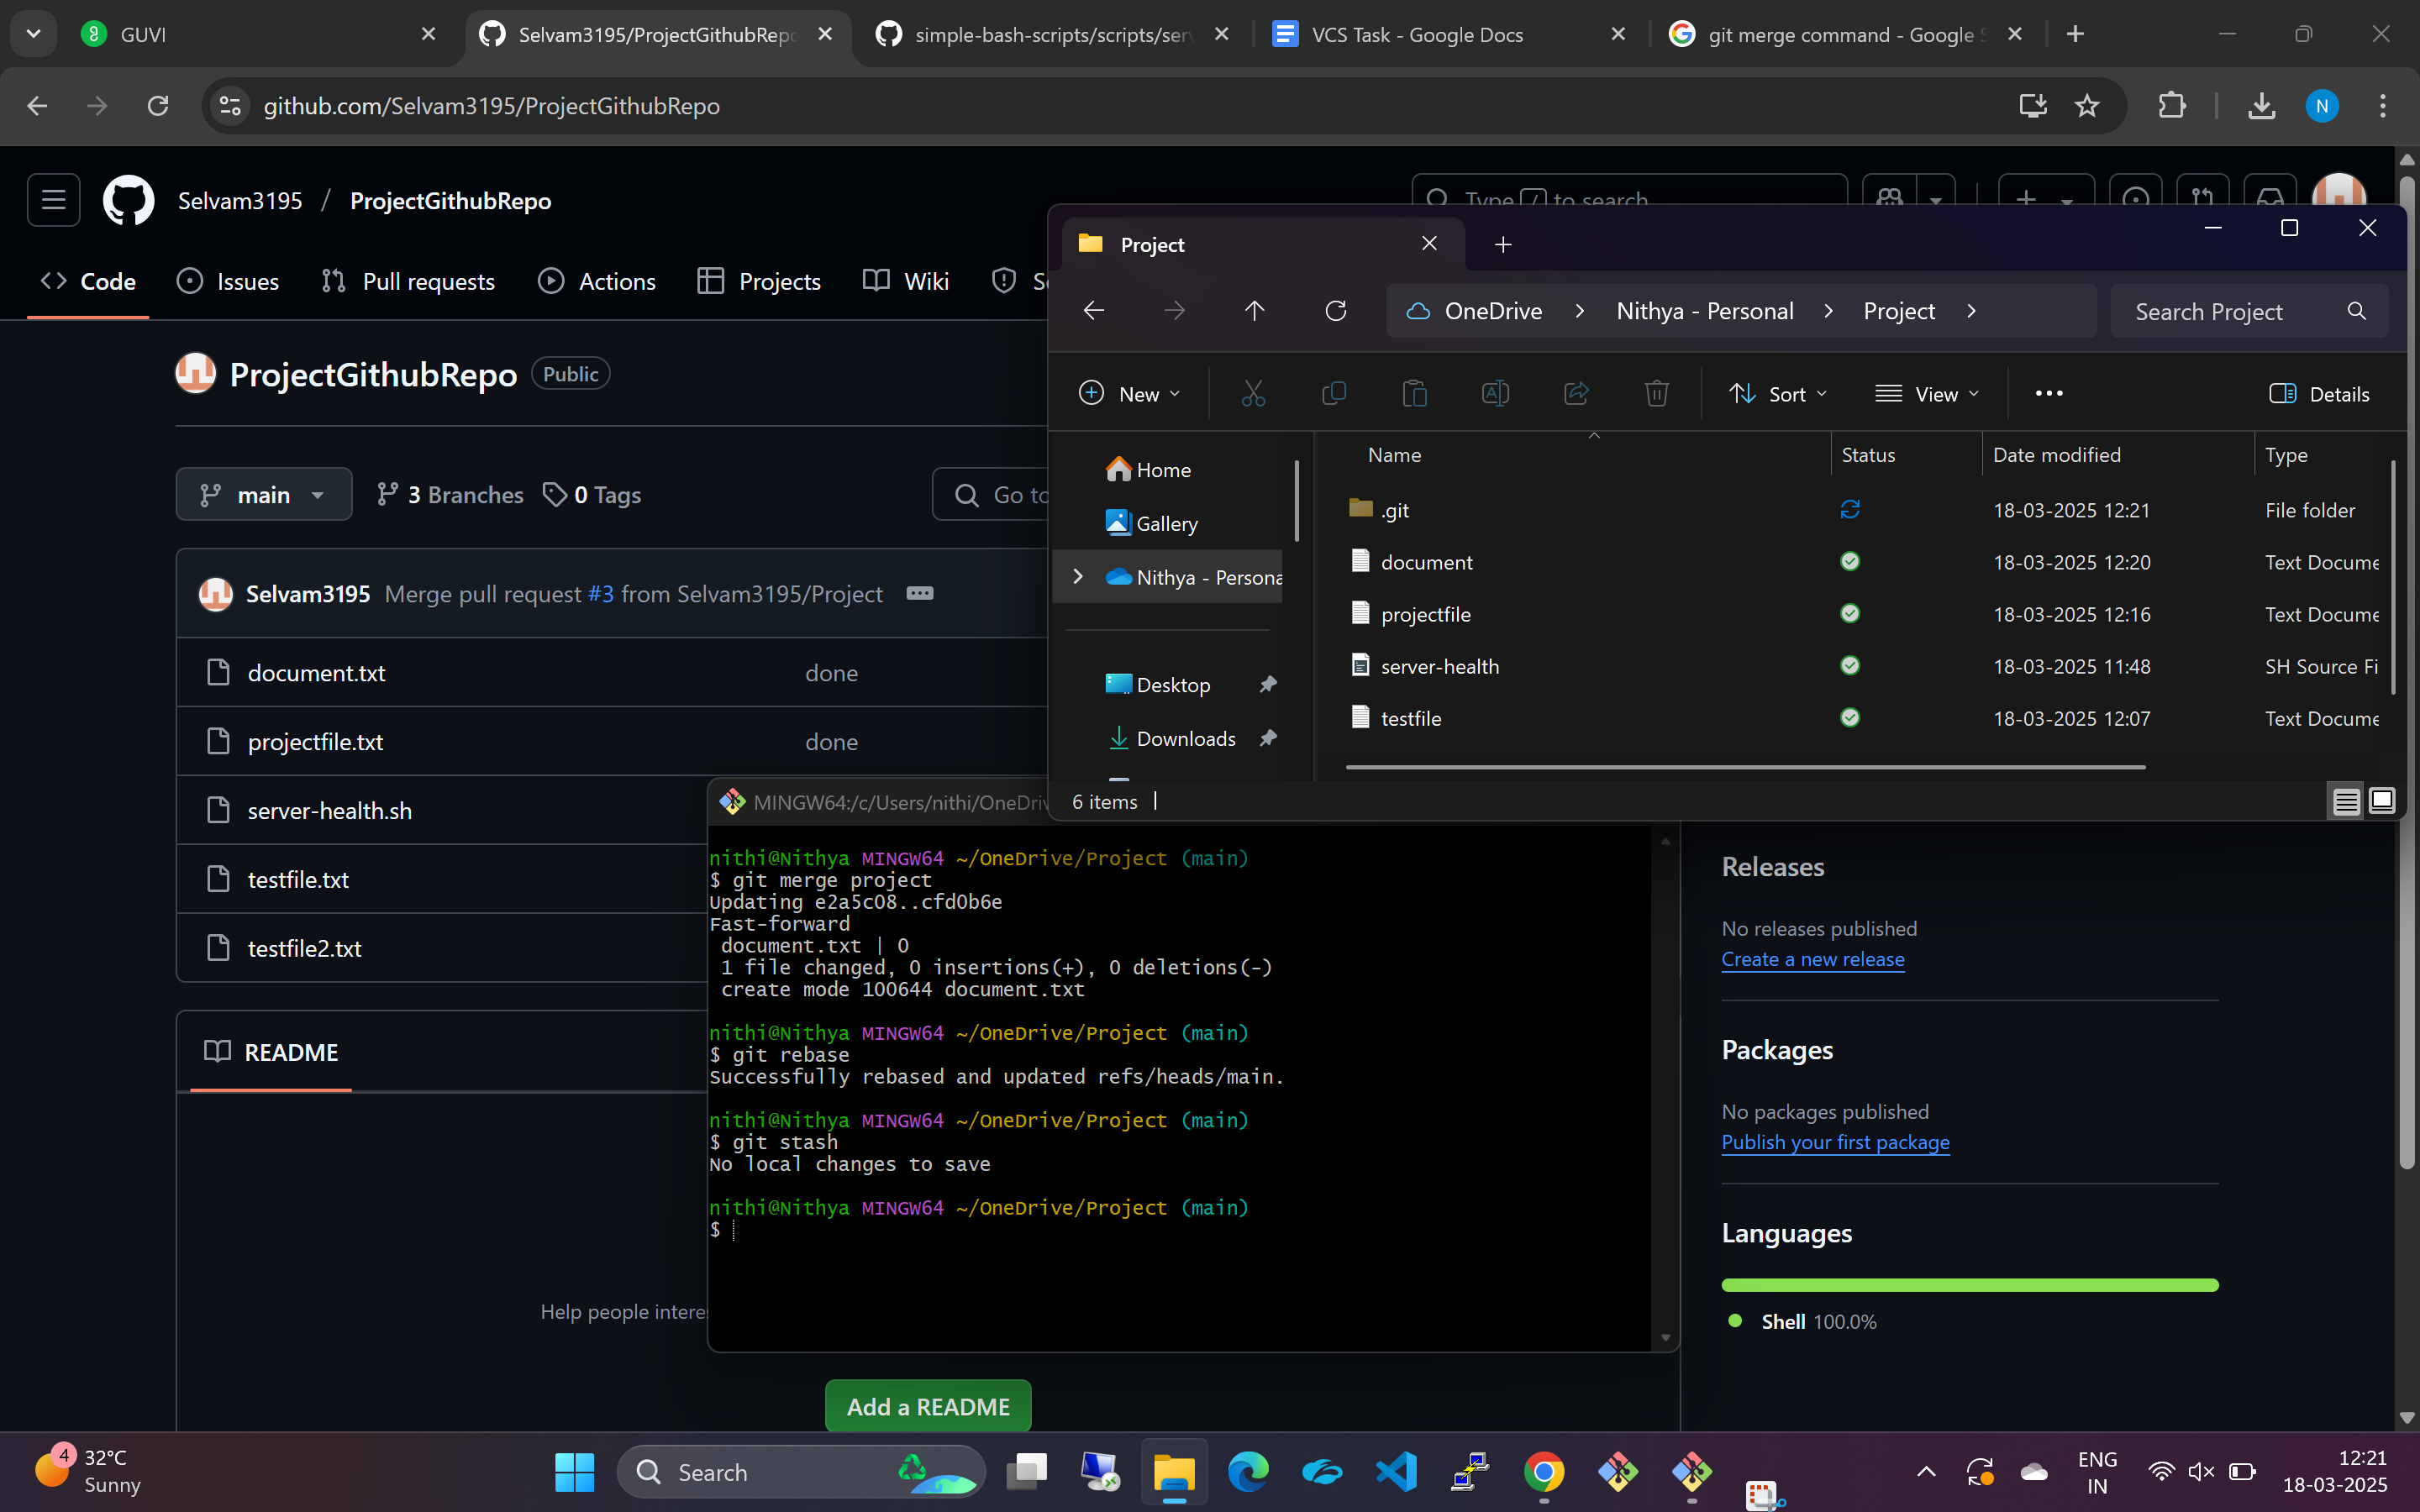 GUVI
Selvam3195/ProjectGithubRepo
simple-bash-scripts/scripts/serv
VCS Task - Google Docs
git merge command - Google S
github.com/Selvam3195/ProjectGithubRepo
N
Selvam3195 / ProjectGithubRepo
Type / to search
Code
Issues
Pull requests
Actions
Projects
Wiki
ProjectGithubRepo
Public
main
3 Branches
0 Tags
Go to
Selvam3195 Merge pull request #3 from Selvam3195/Project
document.txt done
projectfile.txt done
server-health.sh
testfile.txt
testfile2.txt
README
Help people
Add a README
Releases
No releases published
Create a new release
Packages
No packages published
Publish your first package
Languages
Shell 100.0%
Project
OneDrive > Nithya - Personal > Project >
Search Project
New
Sort
View
Details
Home
Gallery
Nithya - Persona
Desktop
Downloads
Name Status Date modified Type
.git 18-03-2025 12:21 File folder
document 18-03-2025 12:20 Text Docume
projectfile 18-03-2025 12:16 Text Docume
server-health 18-03-2025 11:48 SH Source Fi
testfile 18-03-2025 12:07 Text Docume
6 items
MINGW64:/c/Users/nithi/OneDriv
nithi@Nithya MINGW64 ~/OneDrive/Project (main)
$ git merge project
Updating e2a5c08..cfd0b6e
Fast-forward
document.txt | 0
1 file changed, 0 insertions(+), 0 deletions(-)
create mode 100644 document.txt
nithi@Nithya MINGW64 ~/OneDrive/Project (main)
$ git rebase
Successfully rebased and updated refs/heads/main.
nithi@Nithya MINGW64 ~/OneDrive/Project (main)
$ git stash
No local changes to save
nithi@Nithya MINGW64 ~/OneDrive/Project (main)
$
4
32°C
Sunny
Search
ENG
IN
12:21
18-03-2025